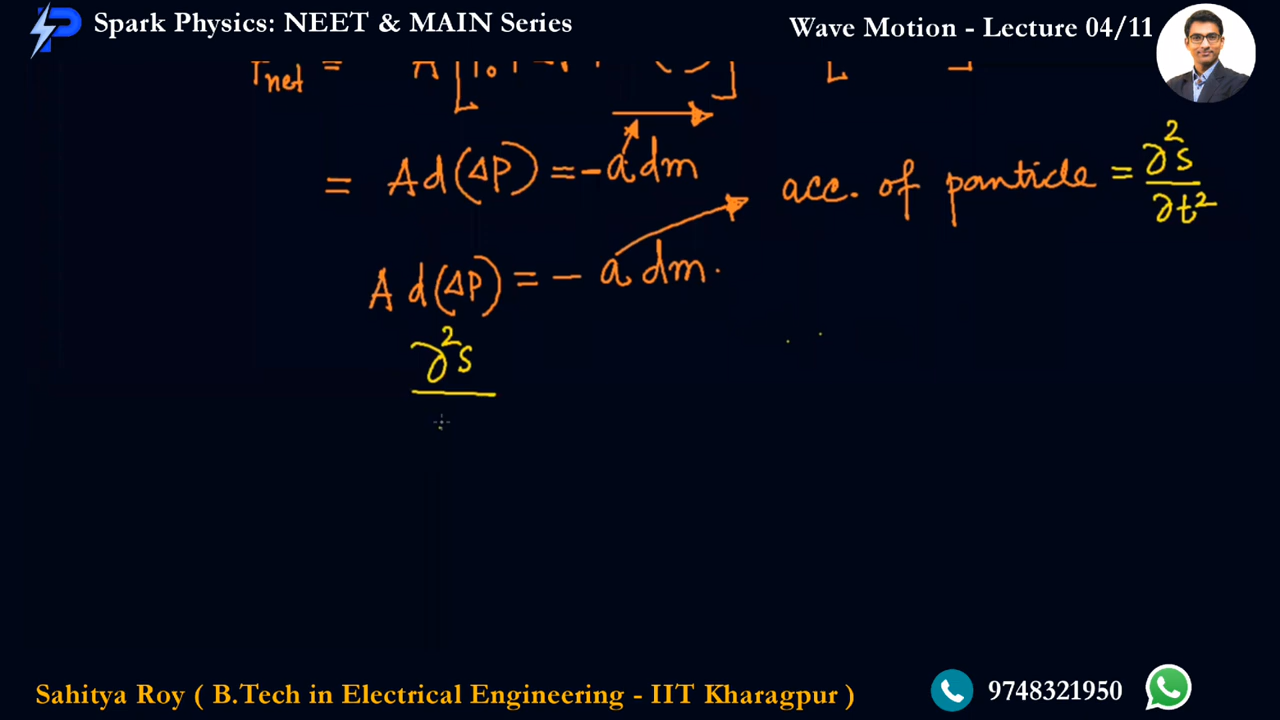 Spark Physics: NEET & MAIN Series
Wave Motion - Lecture 04/11
= A d(ΔP) = - a dm
acc. of particle = ∂²s/∂t²
A d(ΔP) = - a dm.
∂²s
Sahitya Roy ( B.Tech in Electrical Engineering - IIT Kharagpur )
9748321950